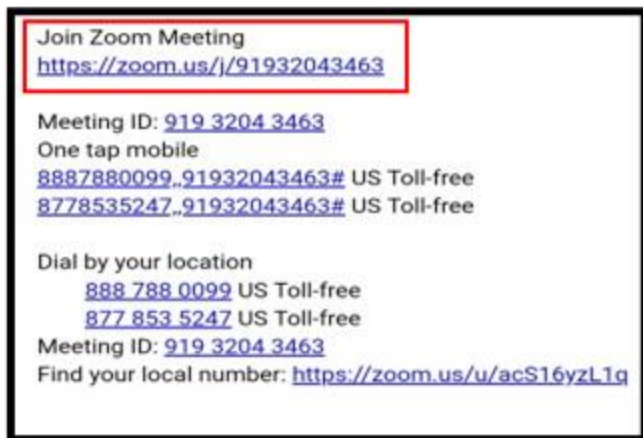 Join Zoom Meeting
https://zoom.us/j/91932043463
Meeting ID: 919 3204 3463
One tap mobile
8887880099,,91932043463# US Toll-free
8778535247,,91932043463# US Toll-free
Dial by your location
888 788 0099 US Toll-free
877 853 5247 US Toll-free
Meeting ID: 919 3204 3463
Find your local number: https://zoom.us/u/acS16yzL1q